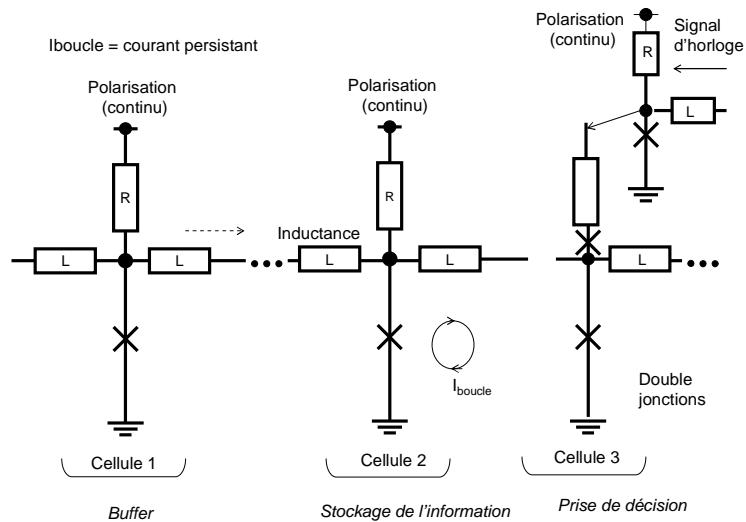 Iboucle = courant persistant
Polarisation
(continu)
R
L
L
Polarisation
(continu)
R
Inductance
L
L
I boucle
Polarisation
(continu)
R
Signal
d'horloge
L
L
Double
jonctions
Cellule 1
Cellule 2
Cellule 3
Buffer
Stockage de l'information
Prise de décision